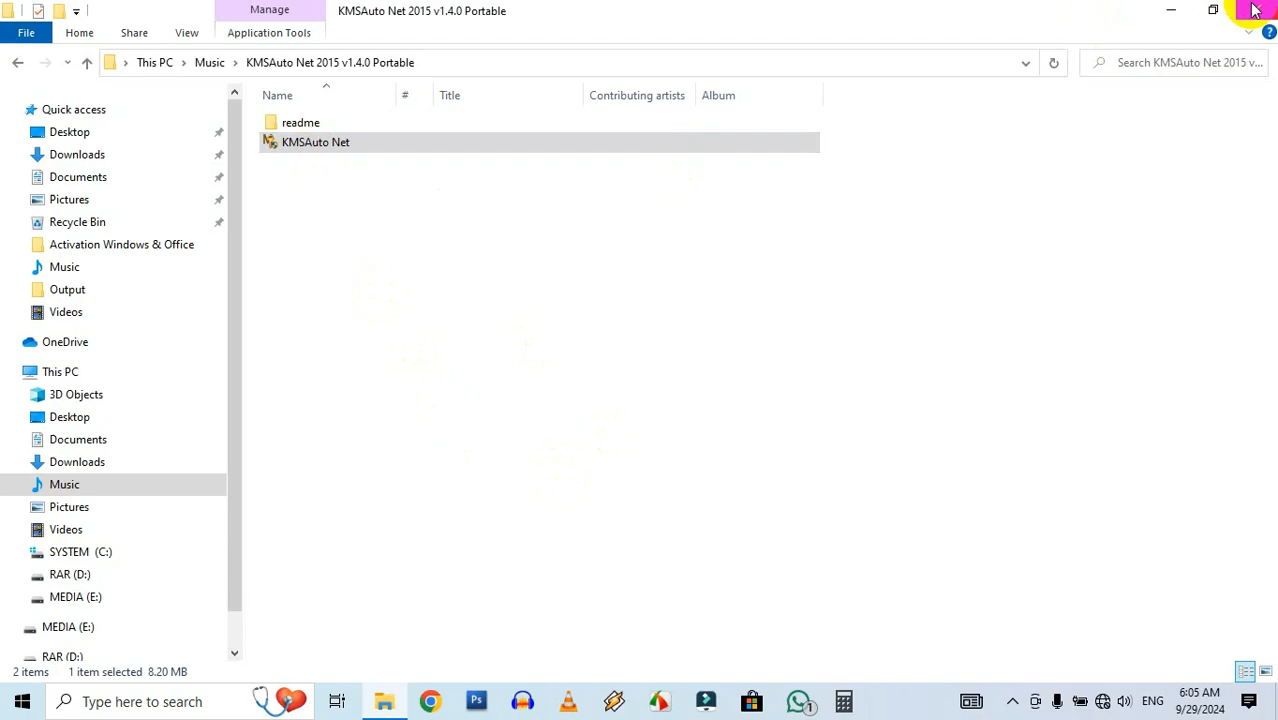 Manage
KMSAuto Net 2015 v1.4.0 Portable
File
Home
Share
View
Application Tools
This PC
Music
KMSAuto Net 2015 v1.4.0 Portable
Search KMSAuto Net 2015 v...
Name
#
Title
Contributing artists
Album
Quick access
Desktop
Downloads
Documents
Pictures
Recycle Bin
Activation Windows & Office
Music
Output
Videos
OneDrive
This PC
3D Objects
Desktop
Documents
Downloads
Music
Pictures
Videos
SYSTEM (C:)
RAR (D:)
MEDIA (E:)
MEDIA (E:)
RAR (D:)
readme
KMSAuto Net
2 items
1 item selected 8.20 MB
Type here to search
Ps
1
ENG
6:05 AM
9/29/2024